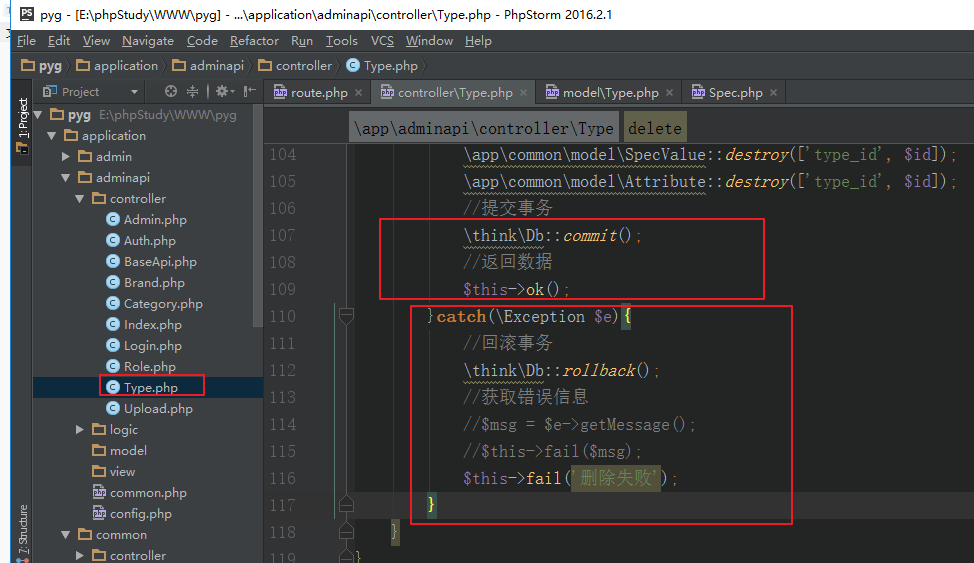 pyg - [E:\phpStudy\WWW\pyg] - ...\application\adminapi\controller\Type.php - PhpStorm 2016.2.1
File Edit View Navigate Code Refactor Run Tools VCS Window Help
pyg application adminapi controller Type.php
Project route.php controller\Type.php model\Type.php Spec.php
1: Project
7: Structure
pyg E:\phpStudy\WWW\pyg
application
admin
adminapi
controller
Admin.php
Auth.php
BaseApi.php
Brand.php
Category.php
Index.php
Login.php
Role.php
Type.php
Upload.php
logic
model
view
common.php
config.php
common
controller
\app\adminapi\controller\Type delete
104 \app\common\model\SpecValue::destroy(['type_id', $id]);
105 \app\common\model\Attribute::destroy(['type_id', $id]);
106 //提交事务
107 \think\Db::commit();
108 //返回数据
109 $this->ok();
110 }catch(\Exception $e){
111 //回滚事务
112 \think\Db::rollback();
113 //获取错误信息
114 //$msg = $e->getMessage();
115 //$this->fail($msg);
116 $this->fail('删除失败');
117 }
118 }
119 }